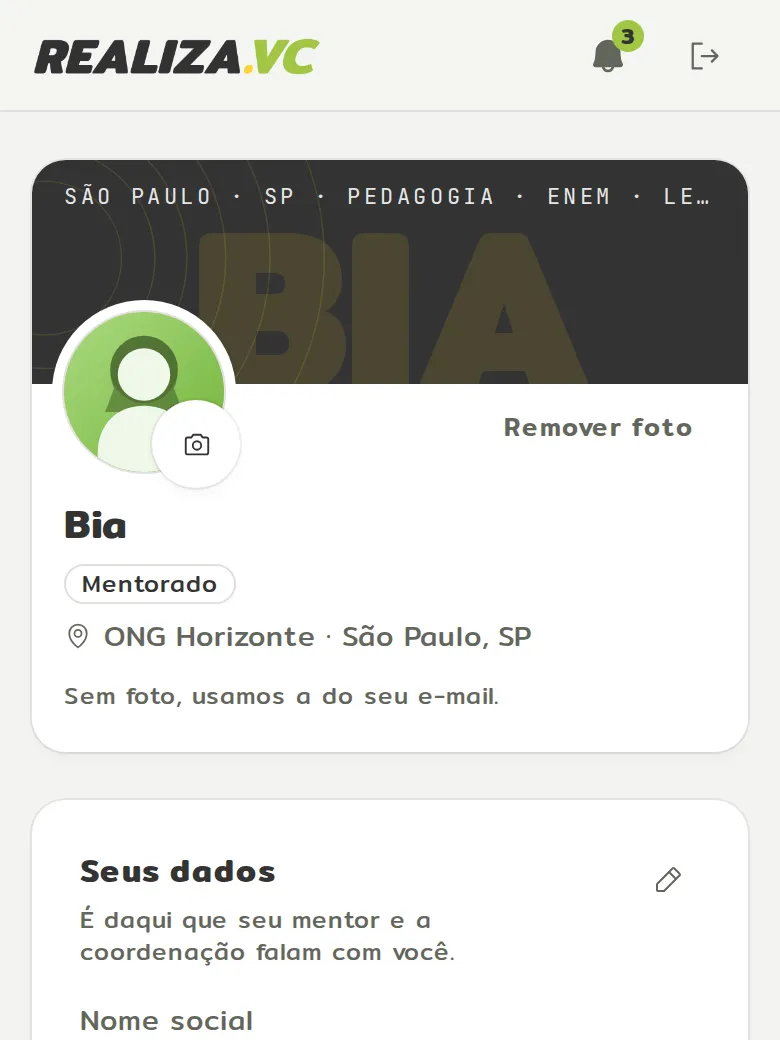 REALIZA.VC
3
SÃO PAULO · SP · PEDAGOGIA · ENEM · LE…
BIA
Remover foto
Bia
Mentorado
ONG Horizonte · São Paulo, SP
Sem foto, usamos a do seu e-mail.
Seus dados
É daqui que seu mentor e a
coordenação falam com você.
Nome social